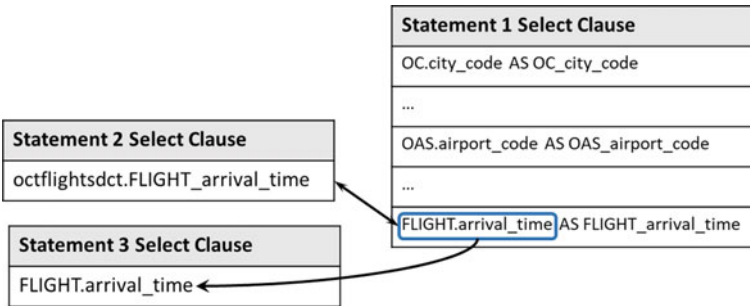 Statement 1 Select Clause
OC.city_code AS OC_city_code
...
OAS.airport_code AS OAS_airport_code
...
FLIGHT.arrival_time AS FLIGHT_arrival_time
Statement 2 Select Clause
octflightsdct.FLIGHT_arrival_time
Statement 3 Select Clause
FLIGHT.arrival_time